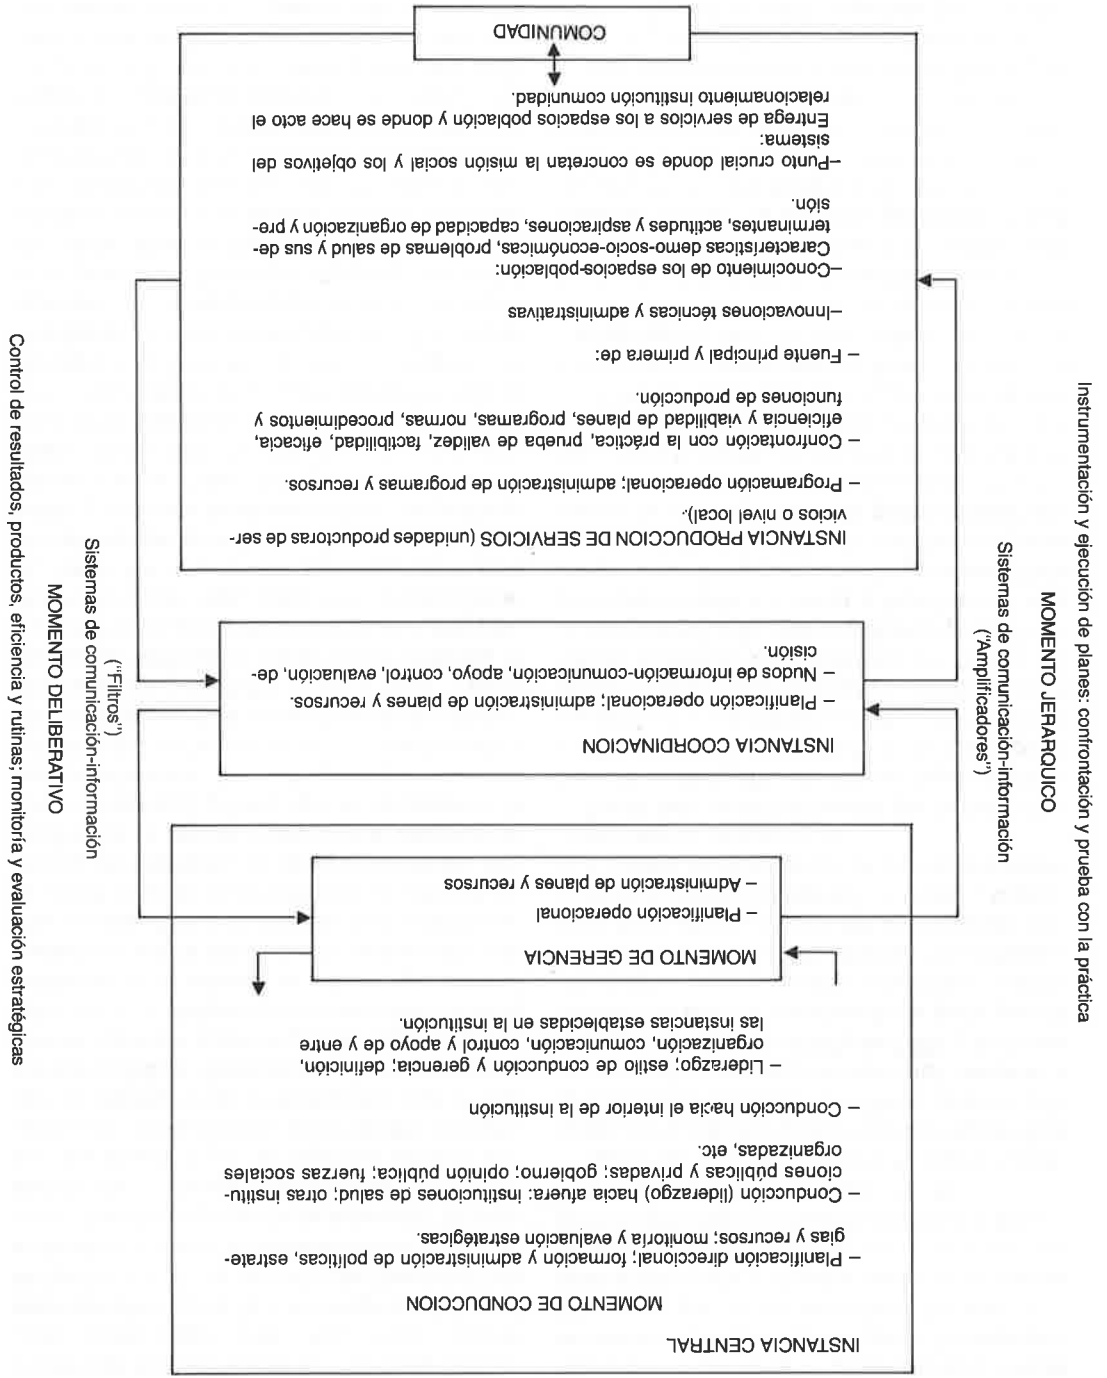 INSTANCIA CENTRAL
MOMENTO DE CONDUCCION
– Planificación direccional; formación y administración de políticas, estrate-
gias y recursos; monitoría y evaluación estratégicas.
– Conducción (liderazgo) hacia afuera: instituciones de salud; otras institu-
ciones públicas y privadas; gobierno; opinión pública; fuerzas sociales
organizadas, etc.
– Conducción hacia el interior de la institución
– Liderazgo; estilo de conducción y gerencia; definición,
organización, comunicación, control y apoyo de y entre
las instancias establecidas en la institución.
MOMENTO DE GERENCIA
– Planificación operacional
– Administración de planes y recursos
INSTANCIA COORDINACION
– Planificación operacional; administración de planes y recursos.
– Nudos de información-comunicación, apoyo, control, evaluación, de-
cisión.
INSTANCIA PRODUCCION DE SERVICIOS (unidades productoras de ser-
vicios o nivel local).
– Programación operacional; administración de programas y recursos.
– Confrontación con la práctica, prueba de validez, factibilidad, eficacia,
eficiencia y viabilidad de planes, programas, normas, procedimientos y
funciones de producción.
– Fuente principal y primera de:
–Innovaciones técnicas y administrativas
–Conocimiento de los espacios-población:
Características demo-socio-económicas, problemas de salud y sus de-
terminantes, actitudes y aspiraciones, capacidad de organización y pre-
sión.
–Punto crucial donde se concretan la misión social y los objetivos del
sistema:
Entrega de servicios a los espacios población y donde se hace acto el
relacionamiento institución comunidad.
COMUNIDAD
Instrumentación y ejecución de planes: confrontación y prueba con la práctica
MOMENTO JERARQUICO
Sistemas de comunicación-información
("Amplificadores")
("Filtros")
Sistemas de comunicación-información
MOMENTO DELIBERATIVO
Control de resultados, productos, eficiencia y rutinas; monitoría y evaluación estratégicas